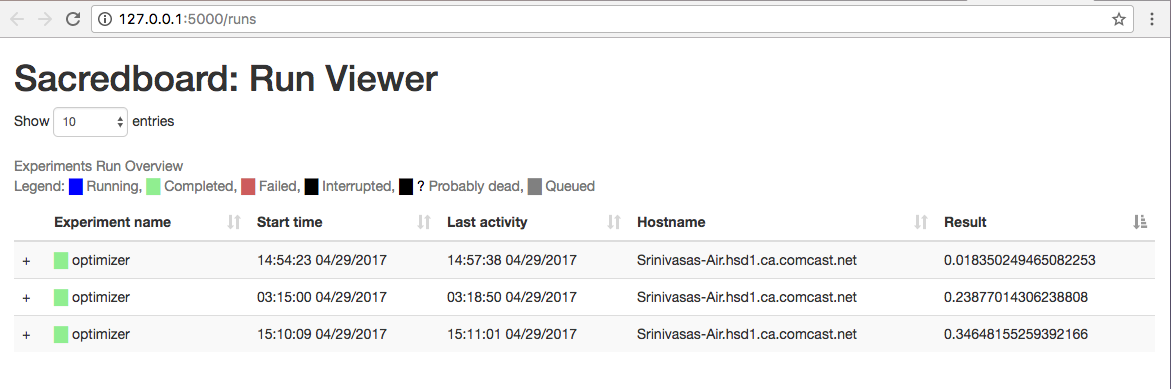 127.0.0.1:5000/runs
Sacredboard: Run Viewer
Show 10 entries
Experiments Run Overview
Legend: Running, Completed, Failed, Interrupted, ? Probably dead, Queued
Experiment name Start time Last activity Hostname Result
+ optimizer 14:54:23 04/29/2017 14:57:38 04/29/2017 Srinivasas-Air.hsd1.ca.comcast.net 0.018350249465082253
+ optimizer 03:15:00 04/29/2017 03:18:50 04/29/2017 Srinivasas-Air.hsd1.ca.comcast.net 0.23877014306238808
+ optimizer 15:10:09 04/29/2017 15:11:01 04/29/2017 Srinivasas-Air.hsd1.ca.comcast.net 0.34648155259392166